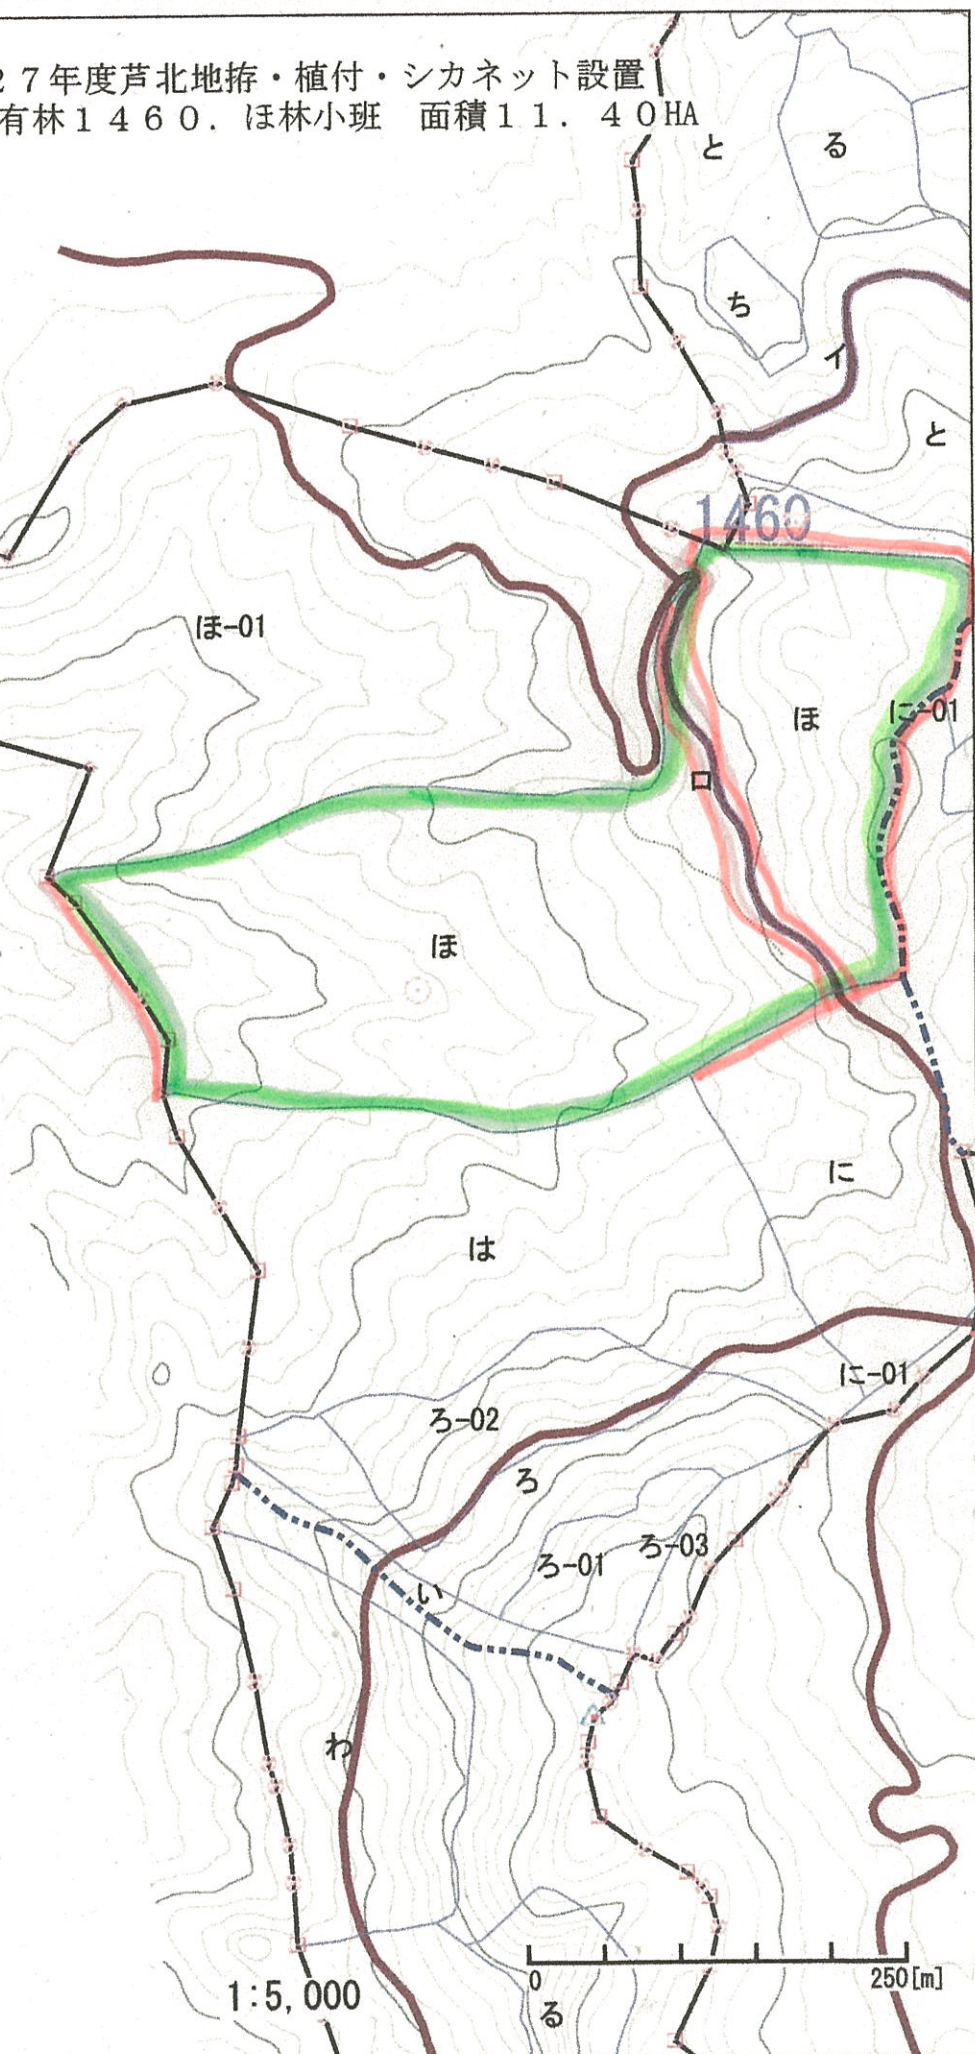 27年度芦北地拵・植付・シカネット設置
有林1460．ほ林小班　面積11．40HA
と
る
ち
イ
と
1460
ほ-01
ほ
に-01
ロ
ほ
に
は
に-01
ろ-02
ろ
ろ-03
ろ-01
い
わ
0
250[m]
1:5,000
る